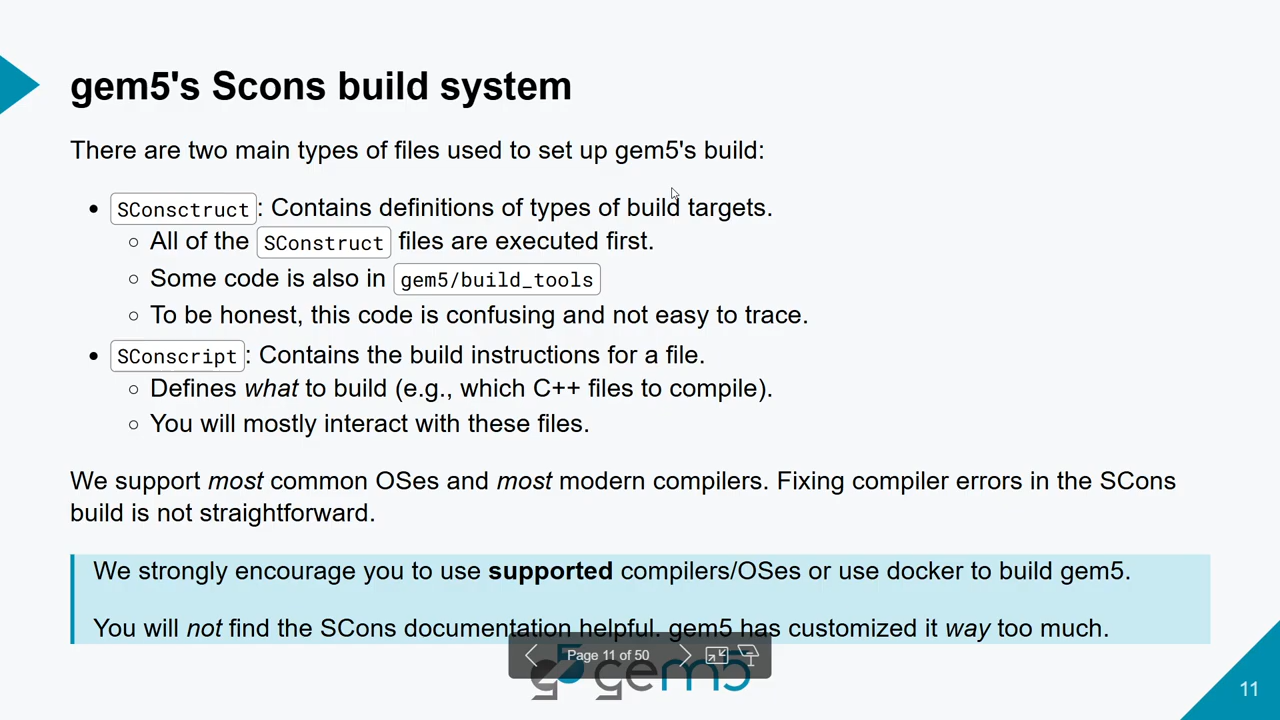 gem5's Scons build system
There are two main types of files used to set up gem5's build:
SConsctruct: Contains definitions of types of build targets.
All of the SConstruct files are executed first.
Some code is also in gem5/build_tools
To be honest, this code is confusing and not easy to trace.
SConscript: Contains the build instructions for a file.
Defines what to build (e.g., which C++ files to compile).
You will mostly interact with these files.
We support most common OSes and most modern compilers. Fixing compiler errors in the SCons
build is not straightforward.
We strongly encourage you to use supported compilers/OSes or use docker to build gem5.
You will not find the SCons documentation helpful. gem5 has customized it way too much.
Page 11 of 50
g5 gem5
11